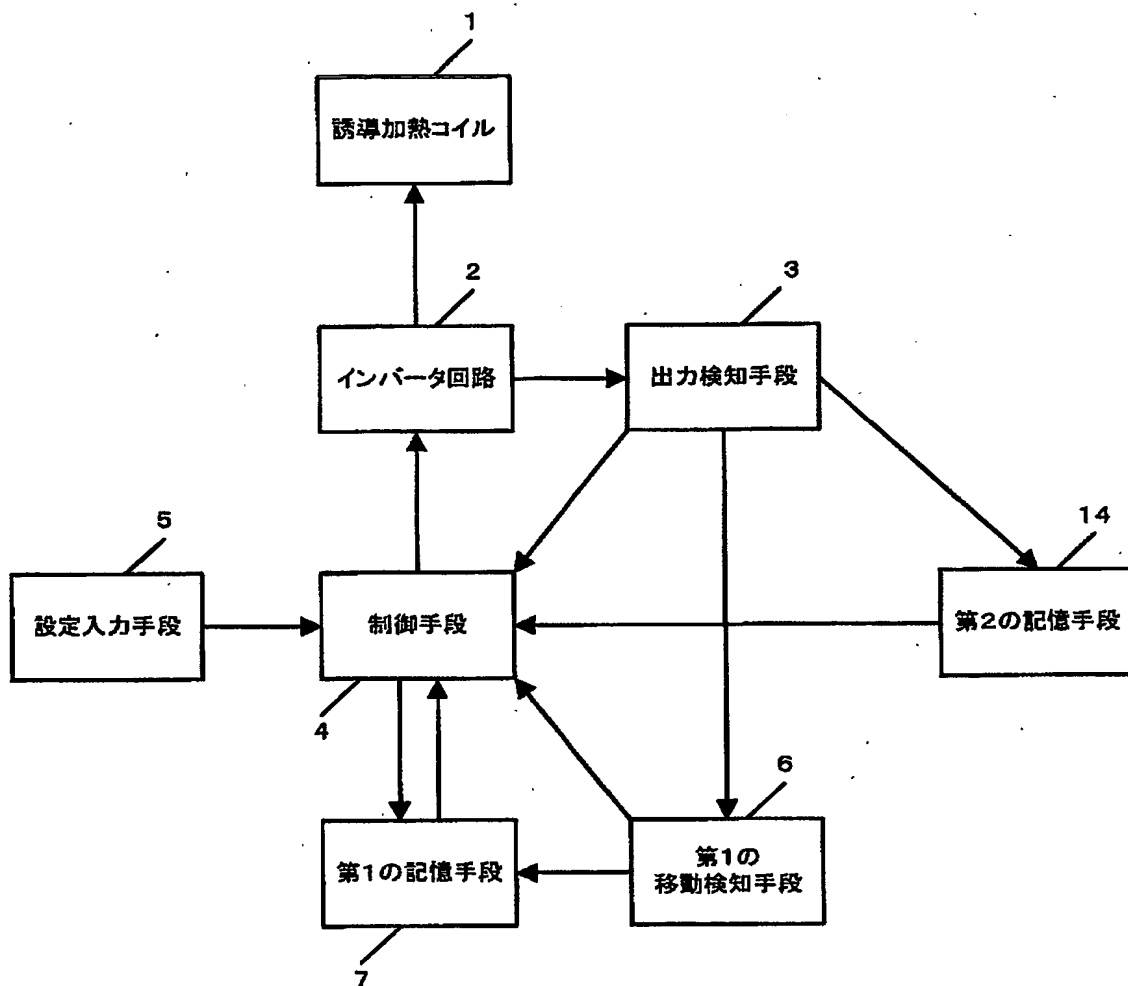 1
誘導加熱コイル
2
インバータ回路
3
出力検知手段
5
設定入力手段
制御手段
4
14
第2の記憶手段
第1の記憶手段
7
6
第1の
移動検知手段